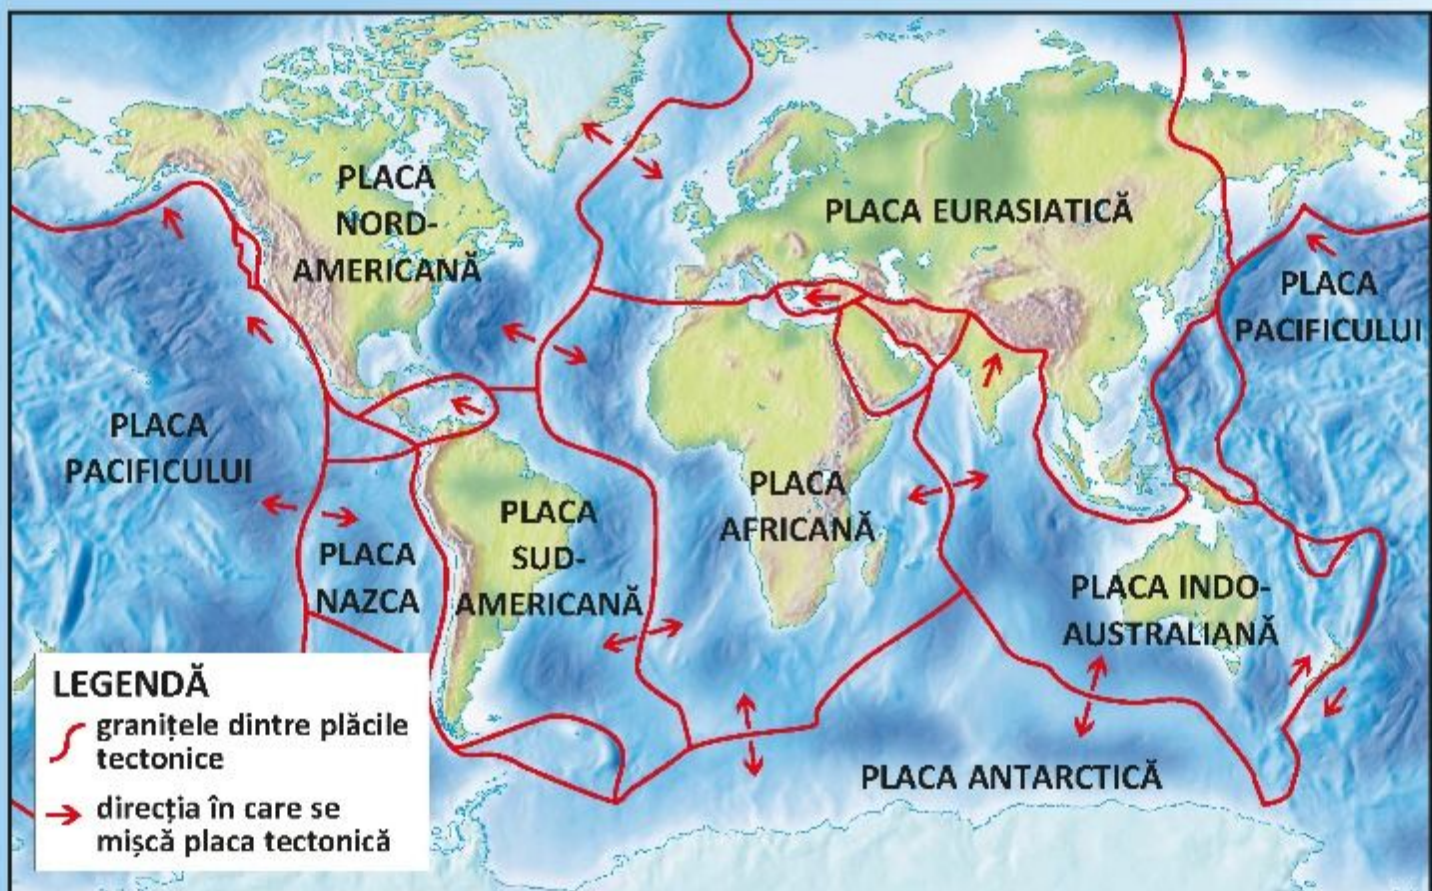 PLACA
NORD-
AMERICANĂ
PLACA EURASIATICĂ
PLACA
PACIFICULUI
PLACA
PACIFICULUI
PLACA
NAZCA
PLACA
SUD-
AMERICANĂ
PLACA
AFRICANĂ
PLACA INDO-
AUSTRALIANĂ
PLACA ANTARCTICĂ
LEGENDĂ
granițele dintre plăcile
tectonice
direcția în care se
mișcă placa tectonică